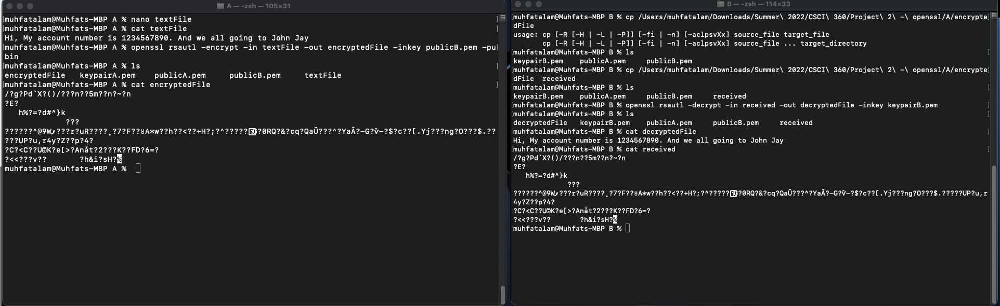 A — -zsh — 105×31
muhfatalam@Muhfats-MBP A % nano textFile
muhfatalam@Muhfats-MBP A % cat textFile
Hi, My account number is 1234567890. And we all going to John Jay
muhfatalam@Muhfats-MBP A % openssl rsautl -encrypt -in textFile -out encryptedFile -inkey publicB.pem -pu
bin
muhfatalam@Muhfats-MBP A % ls
encryptedFile keypairA.pem publicA.pem publicB.pem textFile
muhfatalam@Muhfats-MBP A % cat encryptedFile
/?g?Pd`X?()/???n??5m??n?~?n
?E?
h%?=?d#^}k
???
??????^@9W???r?uR????¸?7?F??8A*w??h??<??+H?;?^?????G?0RQ?&?cq?QaÛ???^?YaǍ?-G?v-?$?c??[.Yj???ng?O???$.??
???UP?u,r4y?Z??p?4?
?C?<C??UK?e[>?Anǡt?2???K??FD?6=?
?<<???v?? ?h&i?sH?%
muhfatalam@Muhfats-MBP A %
B — -zsh — 114×33
muhfatalam@Muhfats-MBP B % cp /Users/muhfatalam/Downloads/Summer\ 2022/CSCI\ 360/Project\ 2\ -\ openssl/A/encrypte
dFile
usage: cp [-R [-H | -L | -P]] [-fi | -n] [-aclpsvXx] source_file target_file
cp [-R [-H | -L | -P]] [-fi | -n] [-aclpsvXx] source_file ... target_directory
muhfatalam@Muhfats-MBP B % ls
keypairB.pem publicA.pem publicB.pem
muhfatalam@Muhfats-MBP B % cp /Users/muhfatalam/Downloads/Summer\ 2022/CSCI\ 360/Project\ 2\ -\ openssl/A/encrypte
dFile received
muhfatalam@Muhfats-MBP B % ls
keypairB.pem publicA.pem publicB.pem received
muhfatalam@Muhfats-MBP B % openssl rsautl -decrypt -in received -out decryptedFile -inkey keypairB.pem
muhfatalam@Muhfats-MBP B % ls
decryptedFile keypairB.pem publicA.pem publicB.pem received
muhfatalam@Muhfats-MBP B % cat decryptedFile
Hi, My account number is 1234567890. And we all going to John Jay
muhfatalam@Muhfats-MBP B % cat received
/?g?Pd`X?()/???n??5m??n?~?n
?E?
h%?=?d#^}k
???
??????^@9W???r?uR????¸?7?F??8A*w??h??<??+H?;?^?????G?0RQ?&?cq?QaÛ???^?YaǍ?-G?v-?$?c??[.Yj???ng?O???$.?????UP?u,r
4y?Z??p?4?
?C?<C??UK?e[>?Anǡt?2???K??FD?6=?
?<<???v?? ?h&i?sH?%
muhfatalam@Muhfats-MBP B %